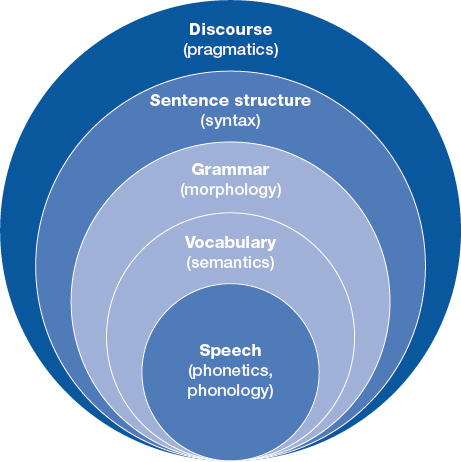 Discourse
(pragmatics)
Sentence structure
(syntax)
Grammar
(morphology)
Vocabulary
(semantics)
Speech
(phonetics,
phonology)